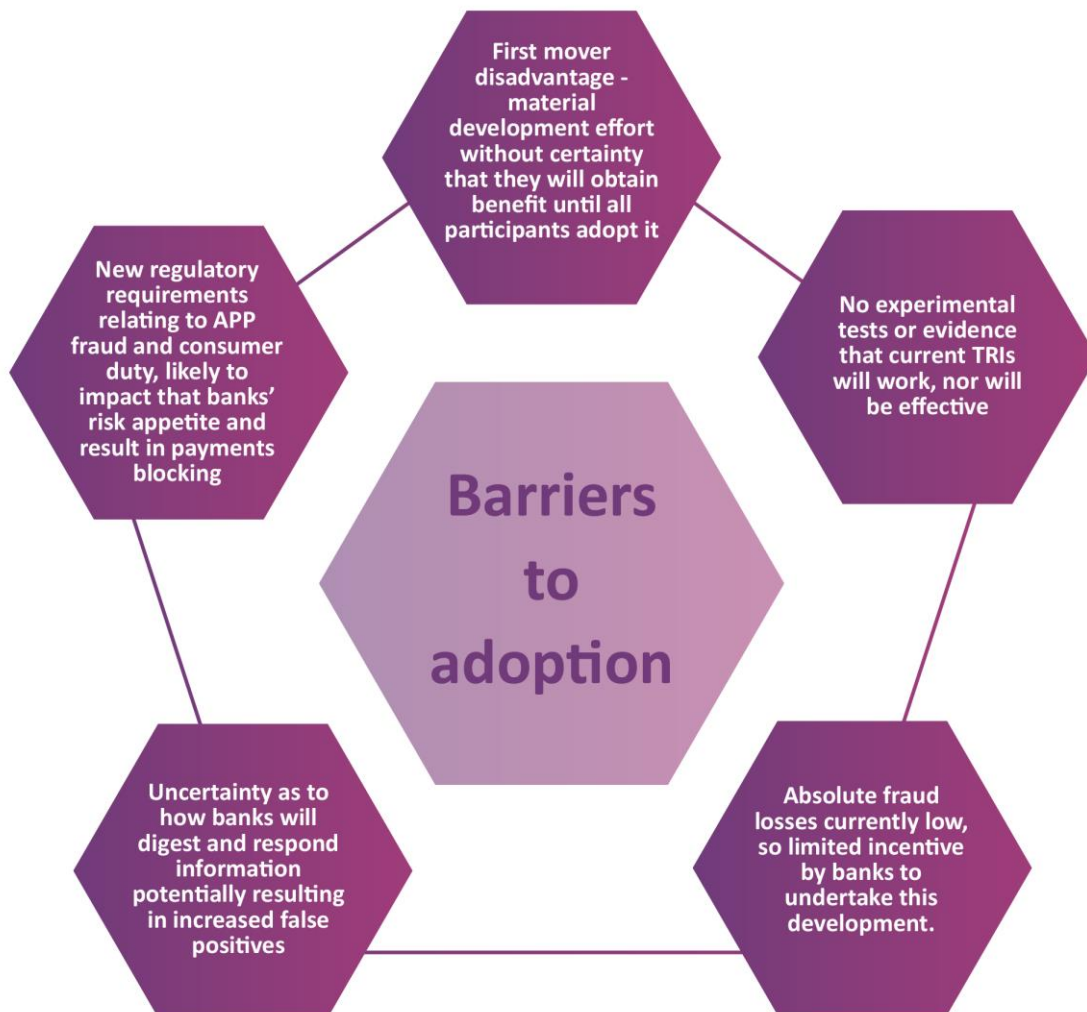 First mover
disadvantage -
material
development effort
without certainty
that they will obtain
benefit until all
participants adopt it
New regulatory
requirements
relating to APP
fraud and consumer
duty, likely to
impact that banks’
risk appetite and
result in payments
blocking
No experimental
tests or evidence
that current TRIs
will work, nor will
be effective
Barriers
to
adoption
Uncertainty as to
how banks will
digest and respond
information
potentially resulting
in increased false
positives
Absolute fraud
losses currently low,
so limited incentive
by banks to
undertake this
development.